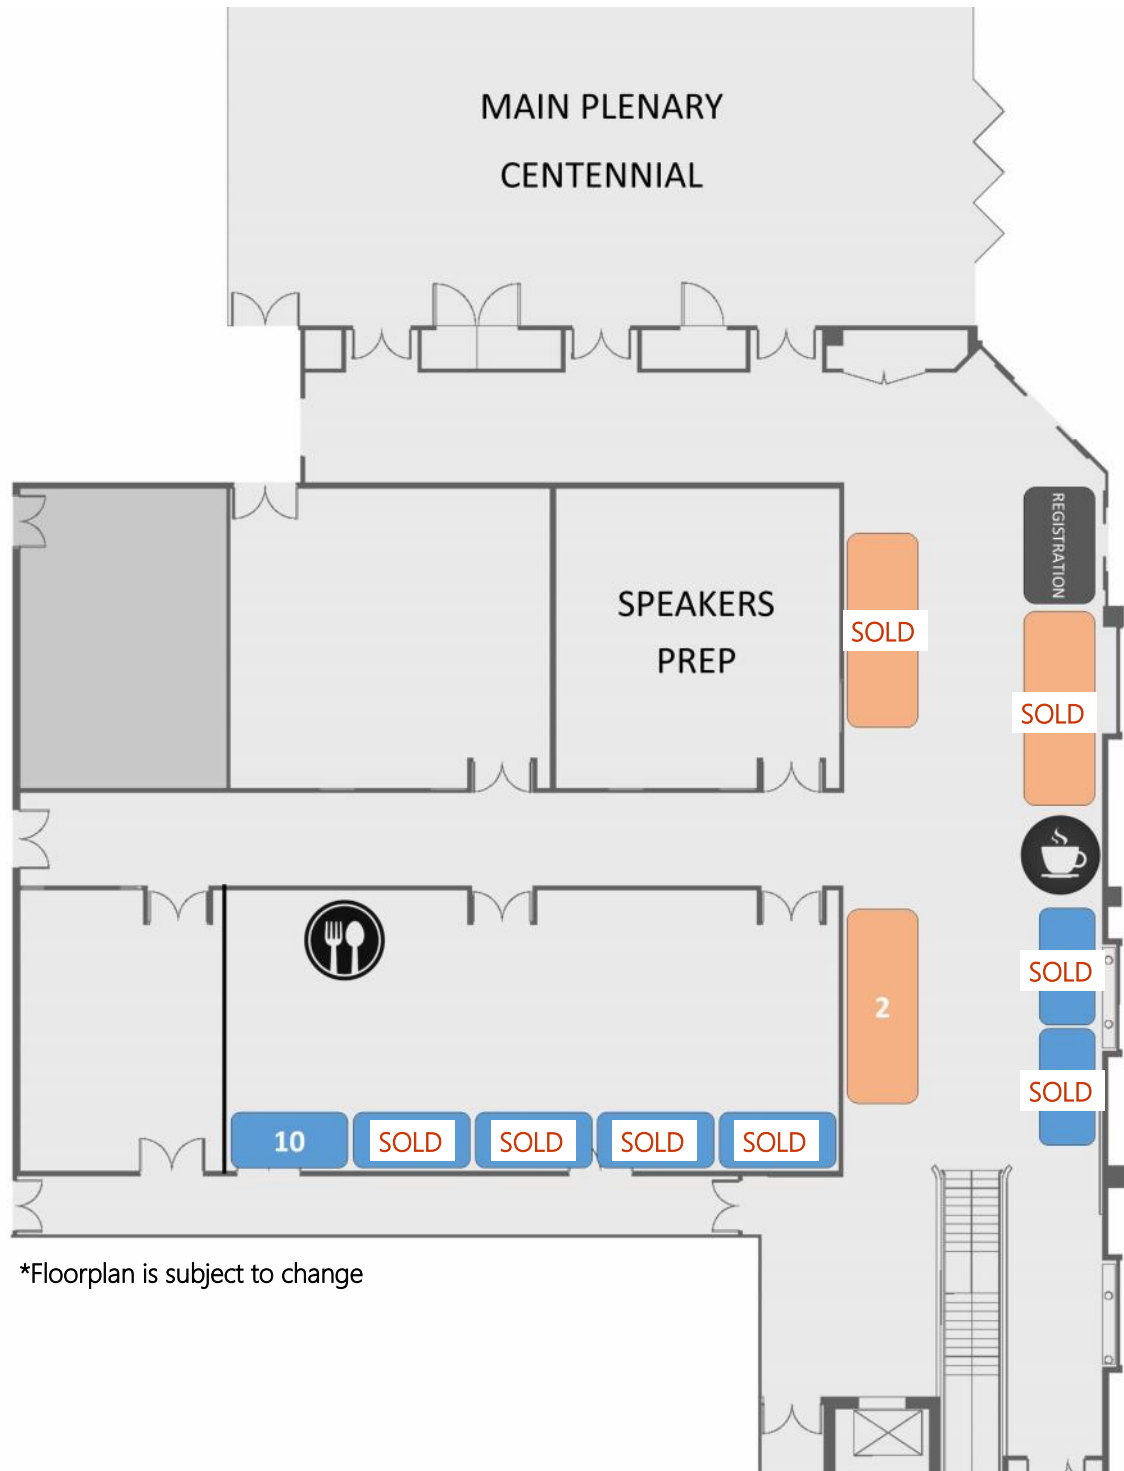 MAIN PLENARY
CENTENNIAL
REGISTRATION
SPEAKERS
PREP
SOLD
SOLD
SOLD
2
SOLD
10
SOLD
SOLD
SOLD
SOLD
*Floorplan is subject to change